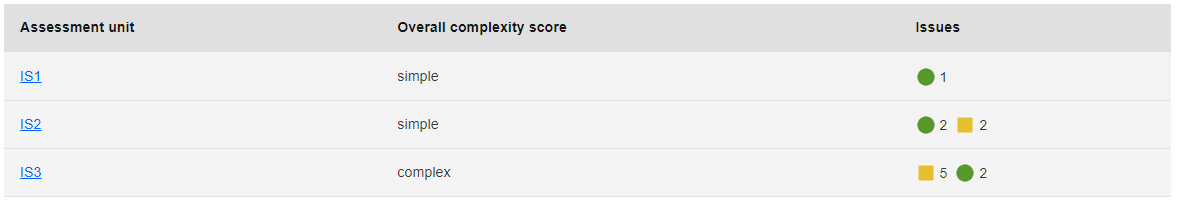 Assessment unit Overall complexity score Issues
IS1 simple 1
IS2 simple 2 2
IS3 complex 5 2